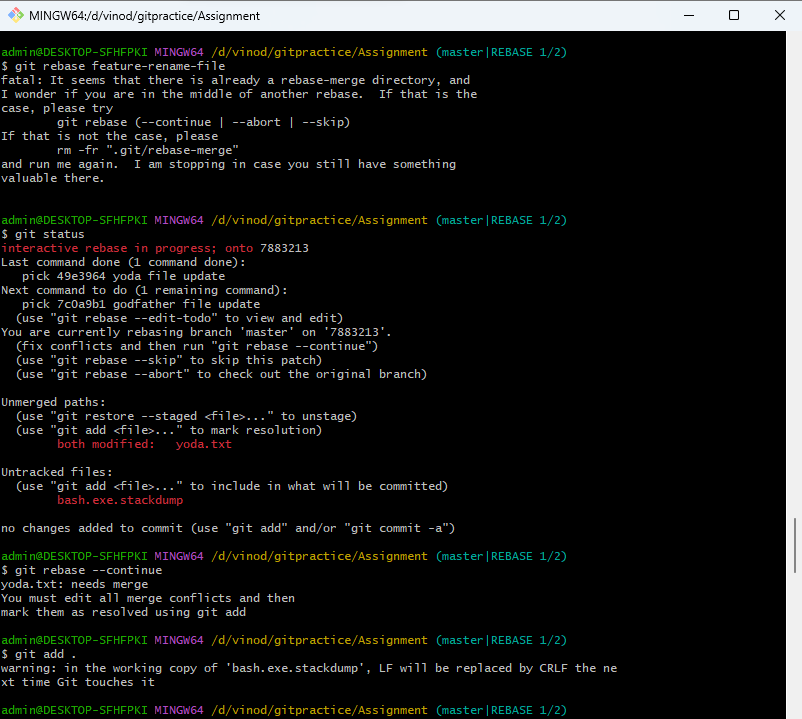 MINGW64:/d/vinod/gitpractice/Assignment
admin@DESKTOP-SFHFPKI MINGW64 /d/vinod/gitpractice/Assignment (master|REBASE 1/2)
$ git rebase feature-rename-file
fatal: It seems that there is already a rebase-merge directory, and
I wonder if you are in the middle of another rebase.  If that is the
case, please try
        git rebase (--continue | --abort | --skip)
If that is not the case, please
        rm -fr ".git/rebase-merge"
and run me again.  I am stopping in case you still have something
valuable there.
admin@DESKTOP-SFHFPKI MINGW64 /d/vinod/gitpractice/Assignment (master|REBASE 1/2)
$ git status
interactive rebase in progress; onto 7883213
Last command done (1 command done):
   pick 49e3964 yoda file update
Next command to do (1 remaining command):
   pick 7c0a9b1 godfather file update
  (use "git rebase --edit-todo" to view and edit)
You are currently rebasing branch 'master' on '7883213'.
  (fix conflicts and then run "git rebase --continue")
  (use "git rebase --skip" to skip this patch)
  (use "git rebase --abort" to check out the original branch)
Unmerged paths:
  (use "git restore --staged <file>..." to unstage)
  (use "git add <file>..." to mark resolution)
        both modified:   yoda.txt
Untracked files:
  (use "git add <file>..." to include in what will be committed)
        bash.exe.stackdump
no changes added to commit (use "git add" and/or "git commit -a")
admin@DESKTOP-SFHFPKI MINGW64 /d/vinod/gitpractice/Assignment (master|REBASE 1/2)
$ git rebase --continue
yoda.txt: needs merge
You must edit all merge conflicts and then
mark them as resolved using git add
admin@DESKTOP-SFHFPKI MINGW64 /d/vinod/gitpractice/Assignment (master|REBASE 1/2)
$ git add .
warning: in the working copy of 'bash.exe.stackdump', LF will be replaced by CRLF the ne
xt time Git touches it
admin@DESKTOP-SFHFPKI MINGW64 /d/vinod/gitpractice/Assignment (master|REBASE 1/2)